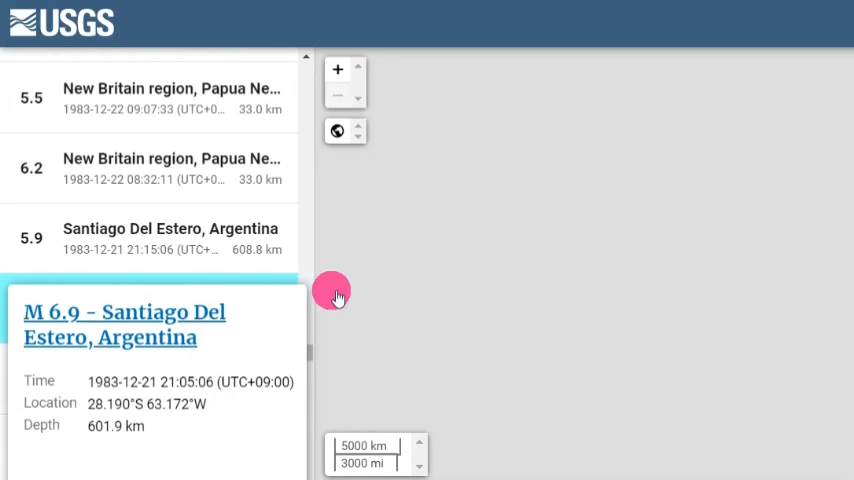 USGS
5.5
New Britain region, Papua Ne...
1983-12-22 09:07:33 (UTC+0... 33.0 km
6.2
New Britain region, Papua Ne...
1983-12-22 08:32:11 (UTC+0... 33.0 km
5.9
Santiago Del Estero, Argentina
1983-12-21 21:15:06 (UTC+... 608.8 km
M 6.9 - Santiago Del
Estero, Argentina
Time 1983-12-21 21:05:06 (UTC+09:00)
Location 28.190°S 63.172°W
Depth 601.9 km
+
−
5000 km
3000 mi